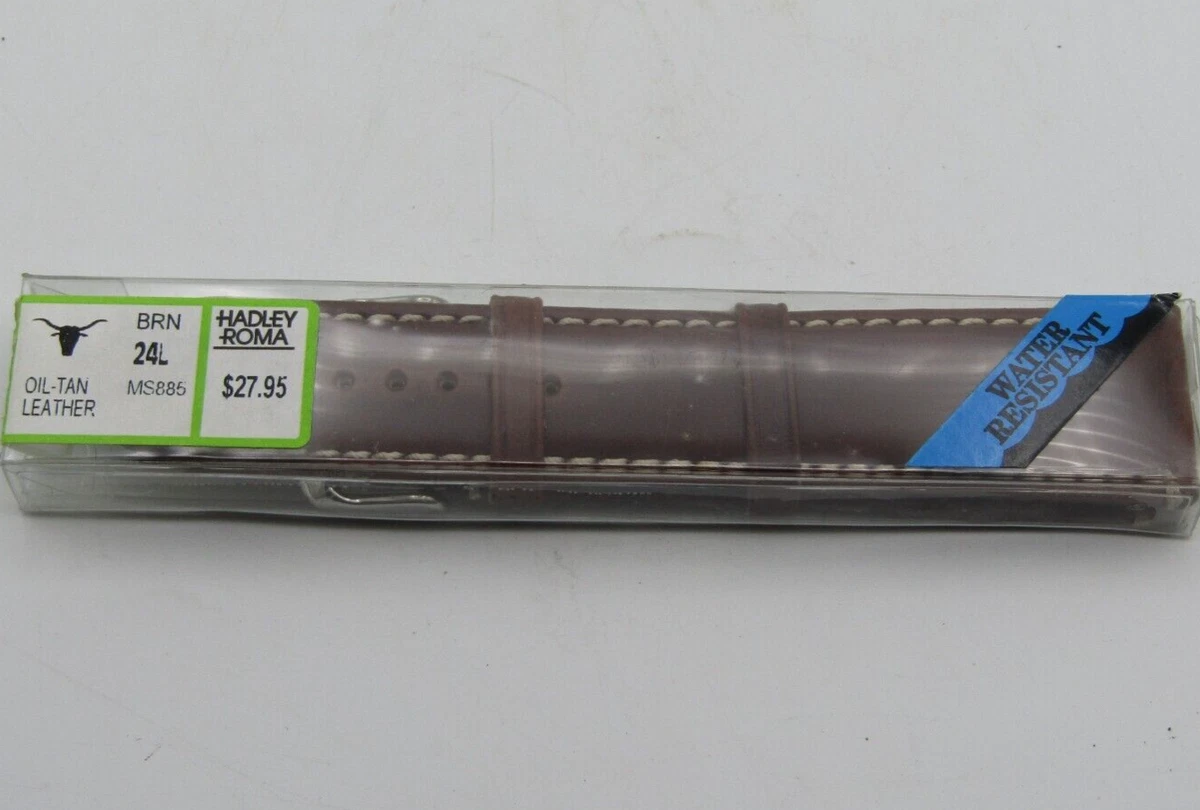 BRN
24L
OIL-TAN MS885
LEATHER
HADLEY
ROMA
$27.95
WATER
RESISTANT